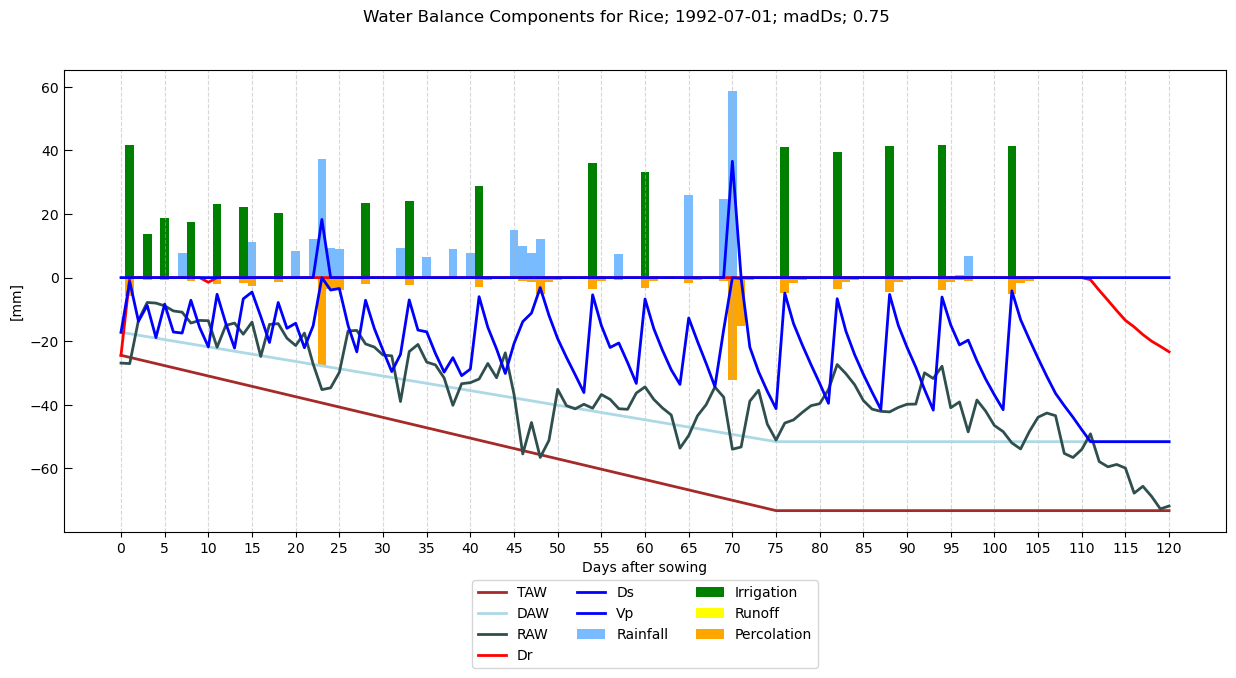 Water Balance Components for Rice; 1992-07-01; madDs; 0.75
60
40
20
0
−20
−40
−60
[mm]
0 5 10 15 20 25 30 35 40 45 50 55 60 65 70 75 80 85 90 95 100 105 110 115 120
Days after sowing
TAW
DAW
RAW
Dr
Ds
Vp
Rainfall
Irrigation
Runoff
Percolation